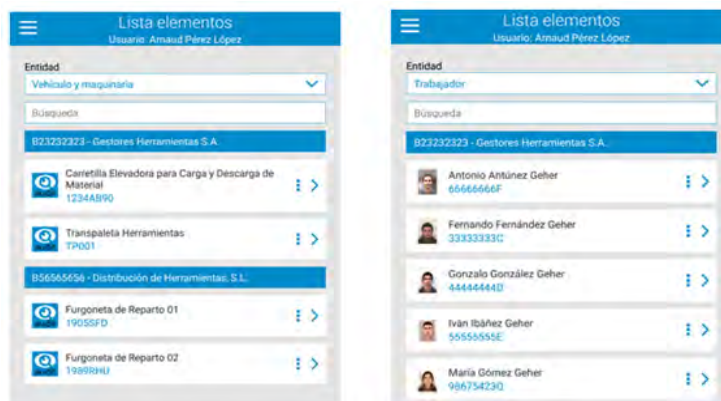 Lista elementos
Usuario: Arnaud Pérez López
Entidad
Vehículo y maquinaria
Búsqueda
B23232323 - Gestores Herramientas S.A.
Carretilla Elevadora para Carga y Descarga de
Material
1234AB90
Transpaleta Herramientas
TP001
B56565656 - Distribución de Herramientas, S.L.
Furgoneta de Reparto 01
1905SFD
Furgoneta de Reparto 02
1989RHU
Lista elementos
Usuario: Arnaud Pérez López
Entidad
Trabajador
Búsqueda
B23232323 - Gestores Herramientas S.A.
Antonio Antúnez Geher
66666666F
Fernando Fernández Geher
33333333C
Gonzalo González Geher
44444444D
Iván Ibáñez Geher
55555555E
María Gómez Geher
98675423Q